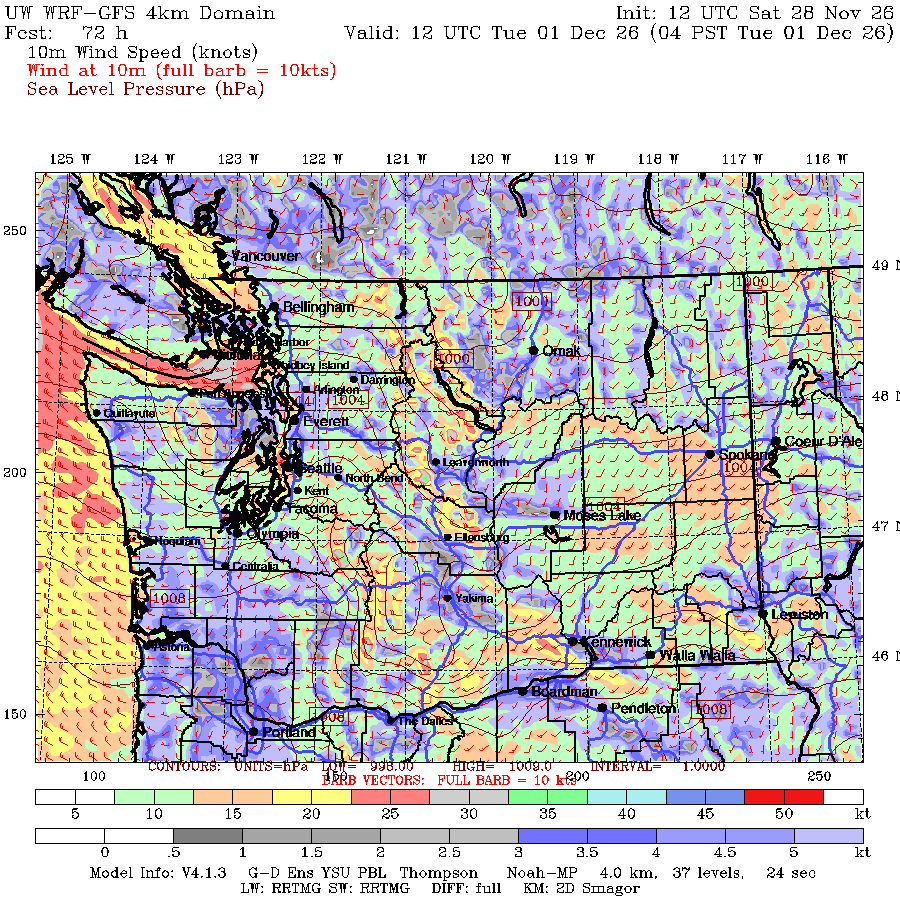 UW WRF-GFS 4km Domain Init: 12 UTC Sat 28 Nov 26
Fcst: 72 h Valid: 12 UTC Tue 01 Dec 26 (04 PST Tue 01 Dec 26)
10m Wind Speed (knots)
Wind at 10m (full barb = 10kts)
Sea Level Pressure (hPa)
125 W 124 W 123 W 122 W 121 W 120 W 119 W 118 W 117 W 116 W
250
Vancouver
49 N
1000
1000
Bellingham
Omak
1000
Darrington
Arlington
1004
48 N
Quillayute
Everett
Coeur D'Ale
Spokane
1004
200
Seattle
Leavenworth
North Bend
Kent
Tacoma
1004
Moses Lake
47 N
Olympia
Hoquiam
Ellensburg
Centralia
1008
Yakima
Lewiston
Astoria
Kennewick
Walla Walla
46 N
Boardman
Pendleton
1008
150
The Dalles
Portland
CONTOURS: UNITS=hPa LOW= 998.00 HIGH= 1009.0 INTERVAL= 1.0000
100 150 200 250
BARB VECTORS: FULL BARB = 10 kts
5 10 15 20 25 30 35 40 45 50 kt
0 .5 1 1.5 2 2.5 3 3.5 4 4.5 5 kt
Model Info: V4.1.3 G-D Ens YSU PBL Thompson Noah-MP 4.0 km, 37 levels, 24 sec
LW: RRTMG SW: RRTMG DIFF: full KM: 2D Smagor